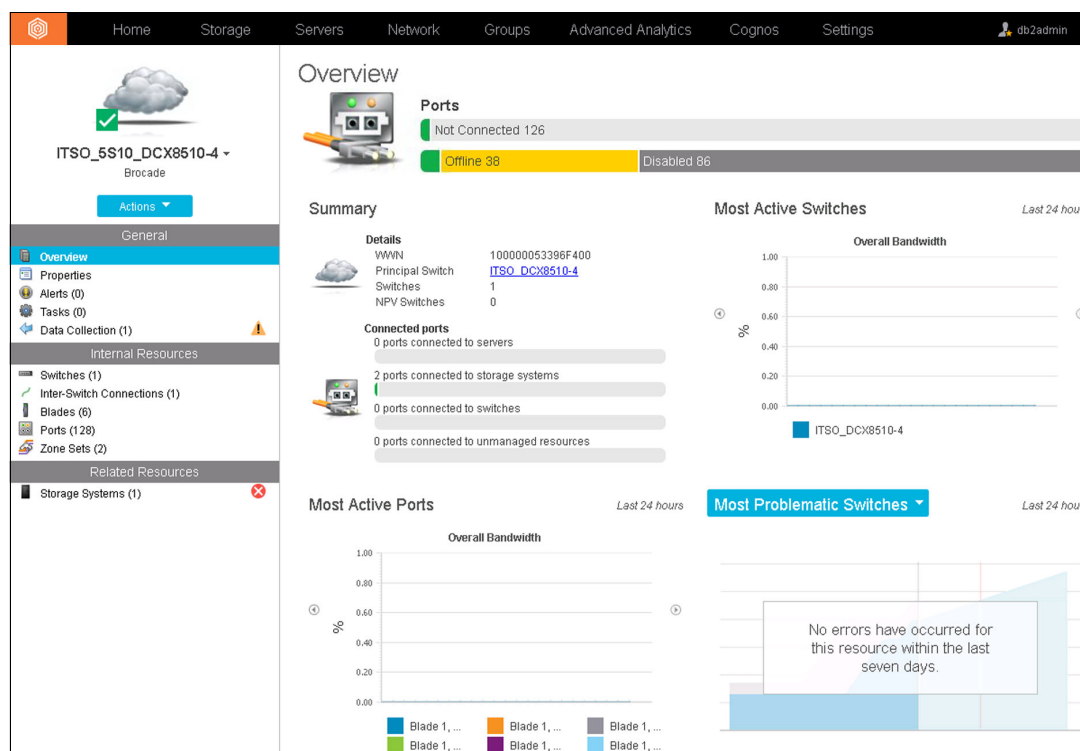 Home Storage Servers Network Groups Advanced Analytics Cognos Settings db2admin
ITSO_5S10_DCX8510-4
Brocade
Actions
General
Overview
Properties
Alerts (0)
Tasks (0)
Data Collection (1)
Internal Resources
Switches (1)
Inter-Switch Connections (1)
Blades (6)
Ports (128)
Zone Sets (2)
Related Resources
Storage Systems (1)
Overview
Ports
Not Connected 126
Offline 38 Disabled 86
Summary
Details
WWN 100000053396F400
Principal Switch ITSO_DCX8510-4
Switches 1
NPV Switches 0
Connected ports
0 ports connected to servers
2 ports connected to storage systems
0 ports connected to switches
0 ports connected to unmanaged resources
Most Active Switches Last 24 hou
Overall Bandwidth
1.00
0.80
0.60
0.40
0.20
0.00
%
ITSO_DCX8510-4
Most Active Ports Last 24 hours
Overall Bandwidth
1.00
0.80
0.60
0.40
0.20
0.00
%
Blade 1, ... Blade 1, ... Blade 1, ...
Blade 1, ... Blade 1, ... Blade 1, ...
Most Problematic Switches Last 24 hou
No errors have occurred for
this resource within the last
seven days.